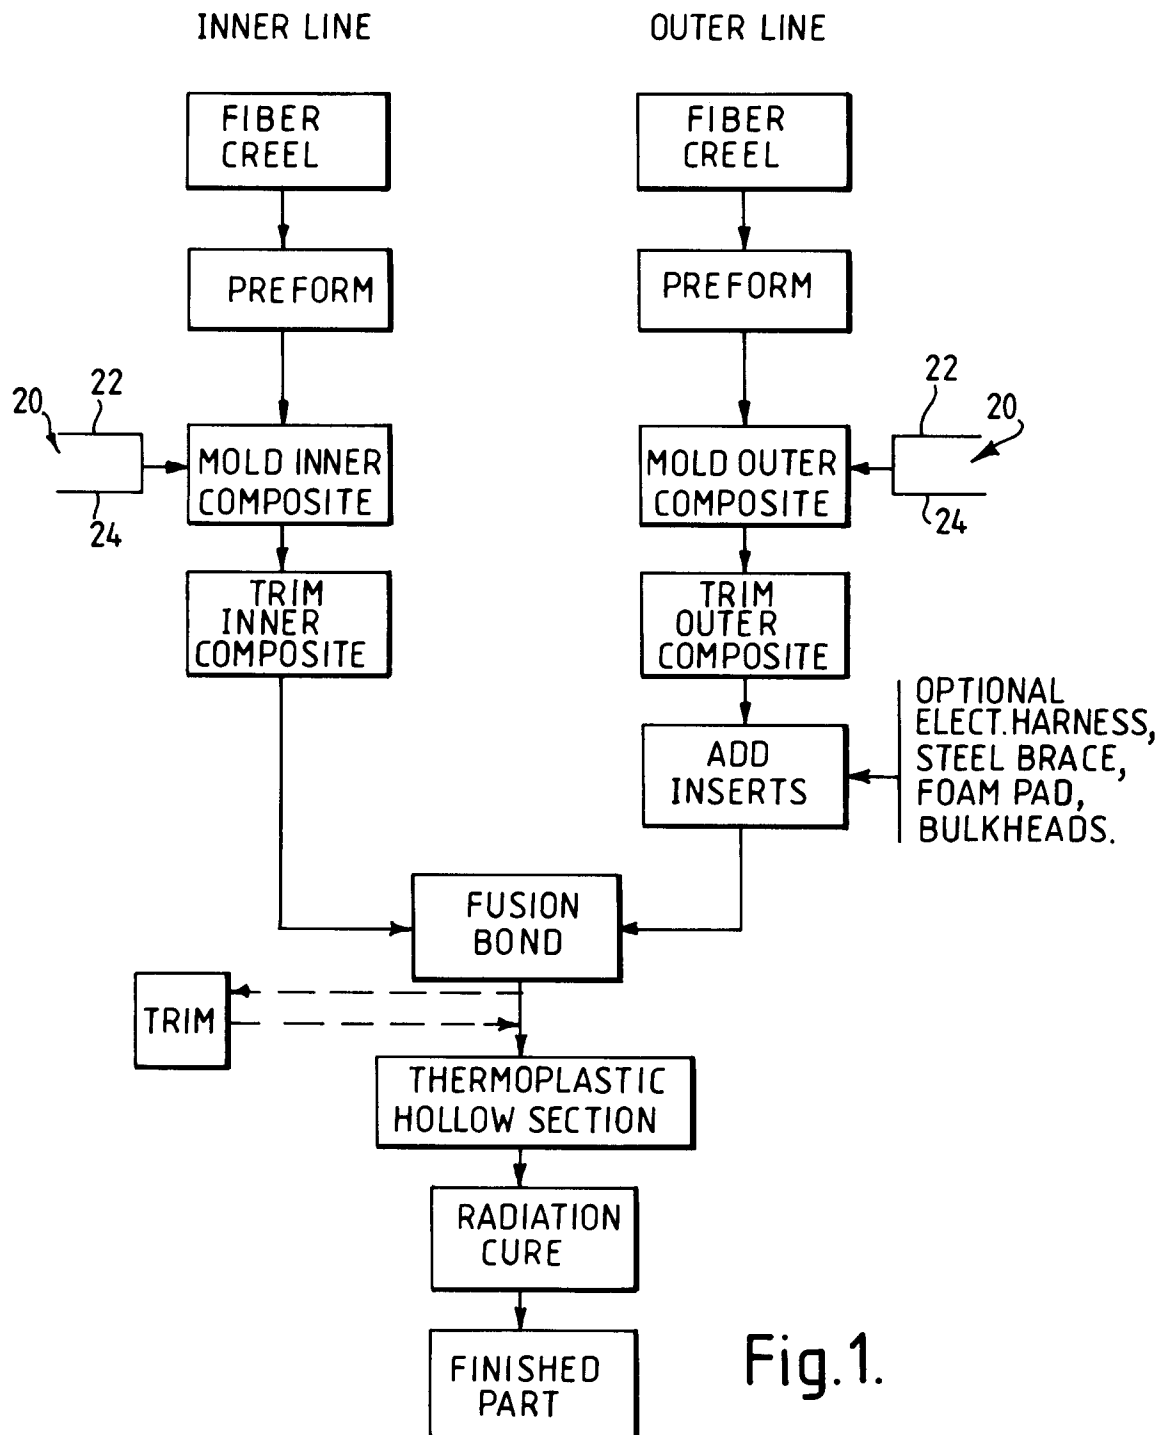 INNER LINE
OUTER LINE
FIBER
CREEL
FIBER
CREEL
PREFORM
PREFORM
20
22
24
MOLD INNER
COMPOSITE
MOLD OUTER
COMPOSITE
22
20
24
TRIM
INNER
COMPOSITE
TRIM
OUTER
COMPOSITE
ADD
INSERTS
OPTIONAL
ELECT.HARNESS,
STEEL BRACE,
FOAM PAD,
BULKHEADS.
FUSION
BOND
TRIM
THERMOPLASTIC
HOLLOW SECTION
RADIATION
CURE
FINISHED
PART
Fig.1.